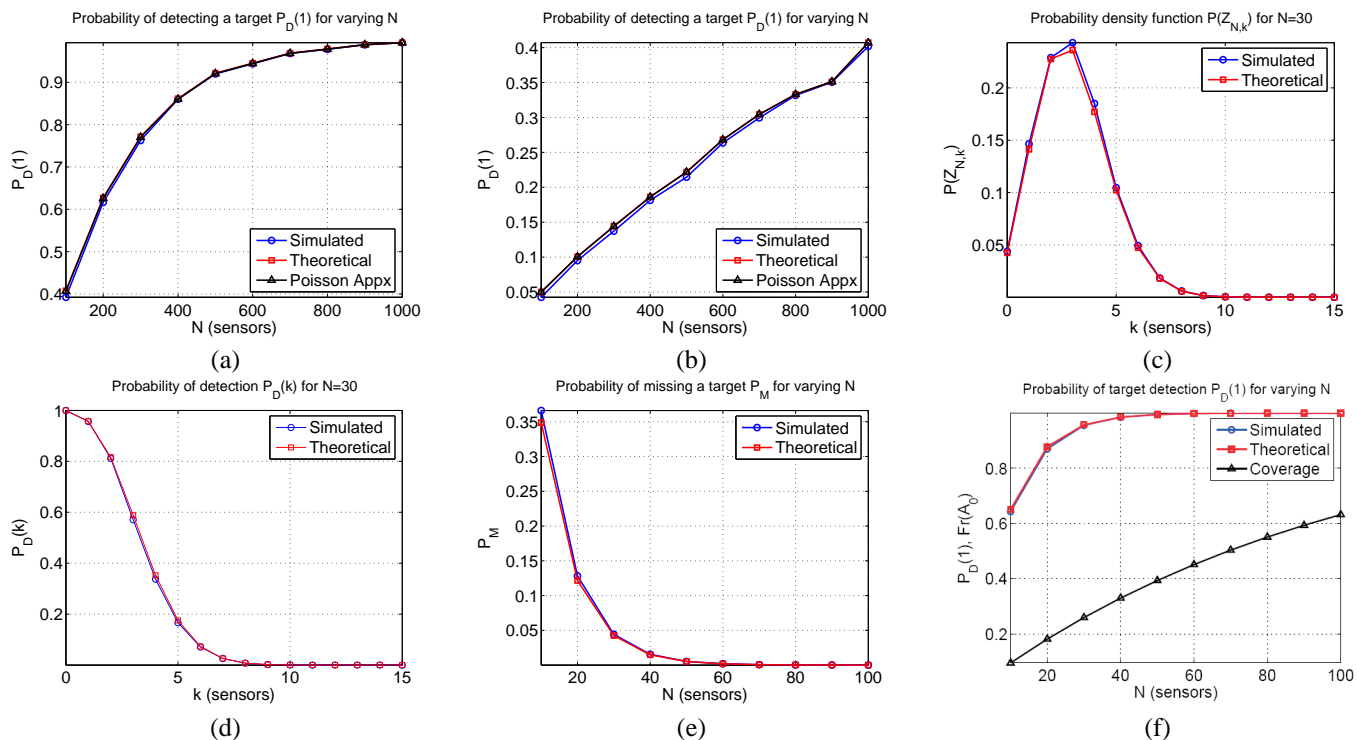 Probability of detecting a target P_D(1) for varying N
0.9
0.8
0.7
0.6
0.5
0.4
P_D(1)
200 400 600 800 1000
N (sensors)
Simulated
Theoretical
Poisson Appx
(a)
Probability of detecting a target P_D(1) for varying N
0.4
0.35
0.3
0.25
0.2
0.15
0.1
0.05
P_D(1)
200 400 600 800 1000
N (sensors)
Simulated
Theoretical
Poisson Appx
(b)
Probability density function P(Z_{N,k}) for N=30
0.2
0.15
0.1
0.05
P(Z_{N,k})
0 5 10 15
k (sensors)
Simulated
Theoretical
(c)
Probability of detection P_D(k) for N=30
1
0.8
0.6
0.4
0.2
P_D(k)
0 5 10 15
k (sensors)
Simulated
Theoretical
(d)
Probability of missing a target P_M for varying N
0.35
0.3
0.25
0.2
0.15
0.1
0.05
P_M
20 40 60 80 100
N (sensors)
Simulated
Theoretical
(e)
Probability of target detection P_D(1) for varying N
0.8
0.6
0.4
0.2
P_D(1), Fr(A_0)
20 40 60 80 100
N (sensors)
Simulated
Theoretical
Coverage
(f)